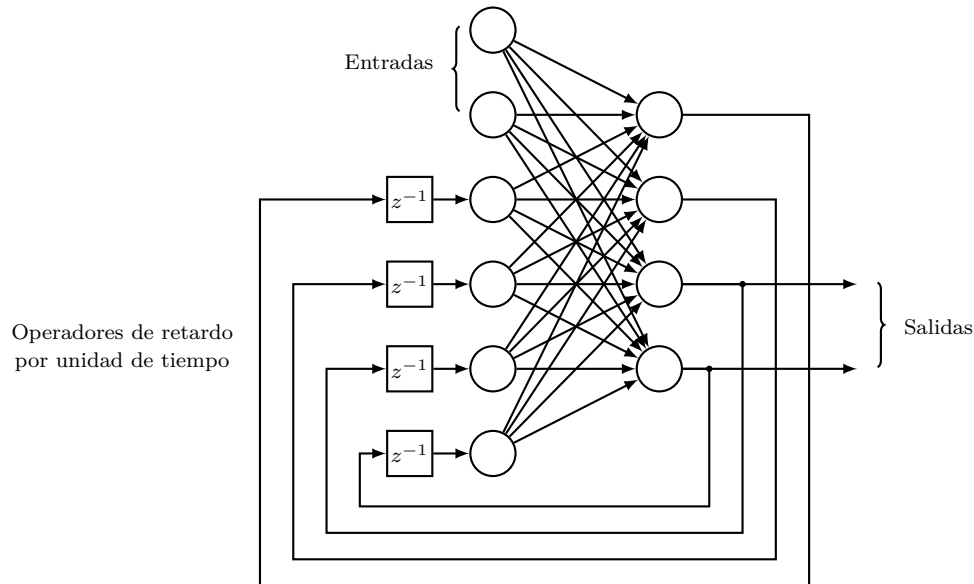 Entradas
z⁻¹
z⁻¹
Operadores de retardo
por unidad de tiempo
Salidas
z⁻¹
z⁻¹